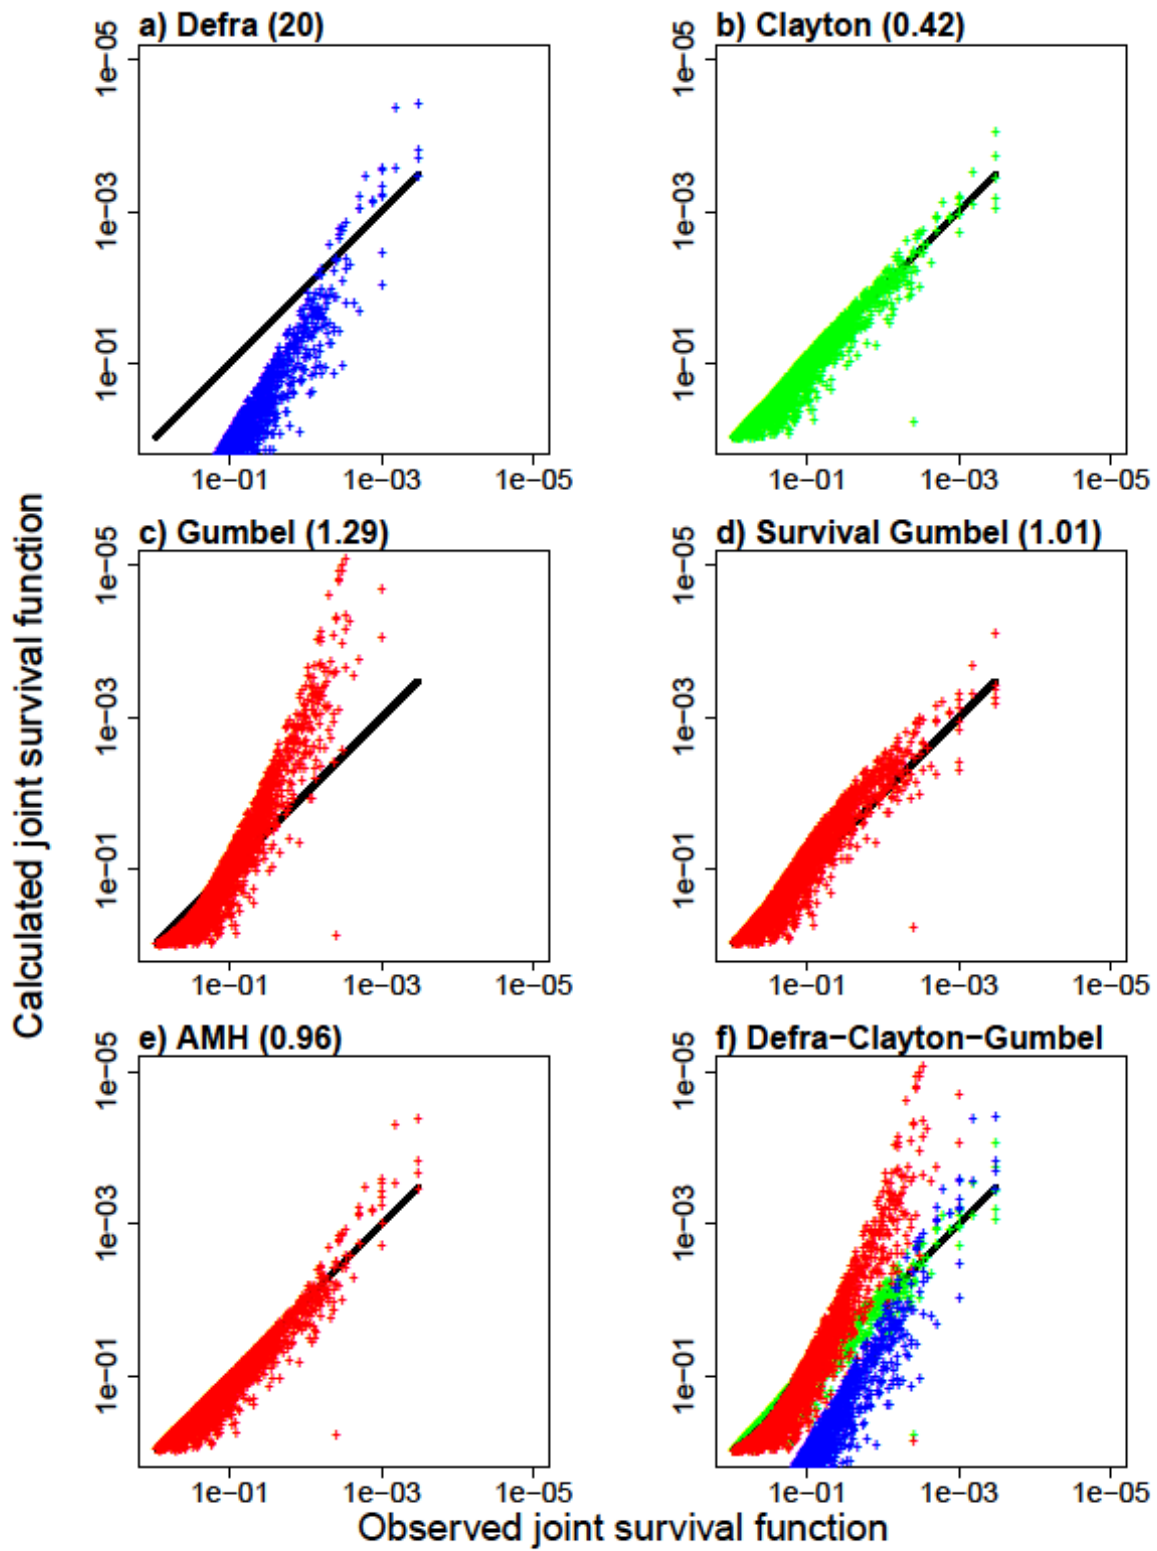 a) Defra (20)
b) Clayton (0.42)
1e−05
1e−03
1e−01
1e−05
1e−03
1e−01
1e−01 1e−03 1e−05
1e−01 1e−03 1e−05
c) Gumbel (1.29)
d) Survival Gumbel (1.01)
1e−05
1e−03
1e−01
1e−05
1e−03
1e−01
1e−01 1e−03 1e−05
1e−01 1e−03 1e−05
Calculated joint survival function
e) AMH (0.96)
f) Defra−Clayton−Gumbel
1e−05
1e−03
1e−01
1e−05
1e−03
1e−01
1e−01 1e−03 1e−05
1e−01 1e−03 1e−05
Observed joint survival function